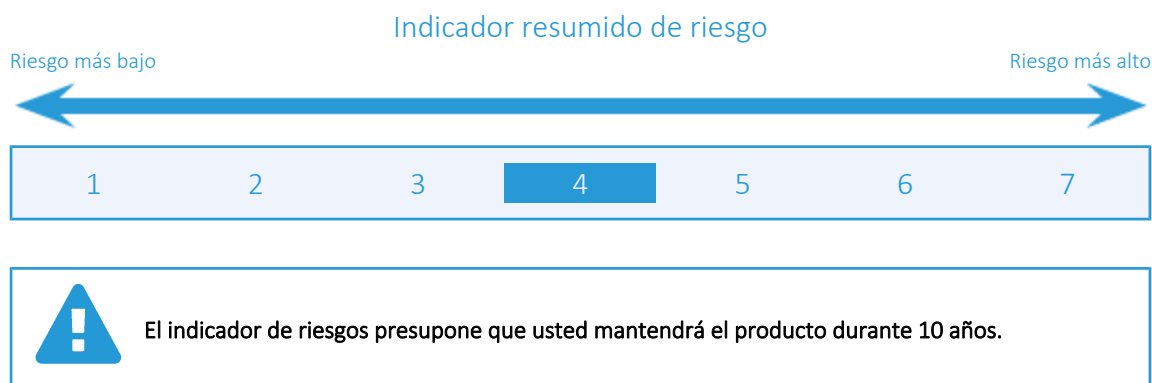 Indicador resumido de riesgo
Riesgo más bajo Riesgo más alto
1 2 3 4 5 6 7
El indicador de riesgos presupone que usted mantendrá el producto durante 10 años.